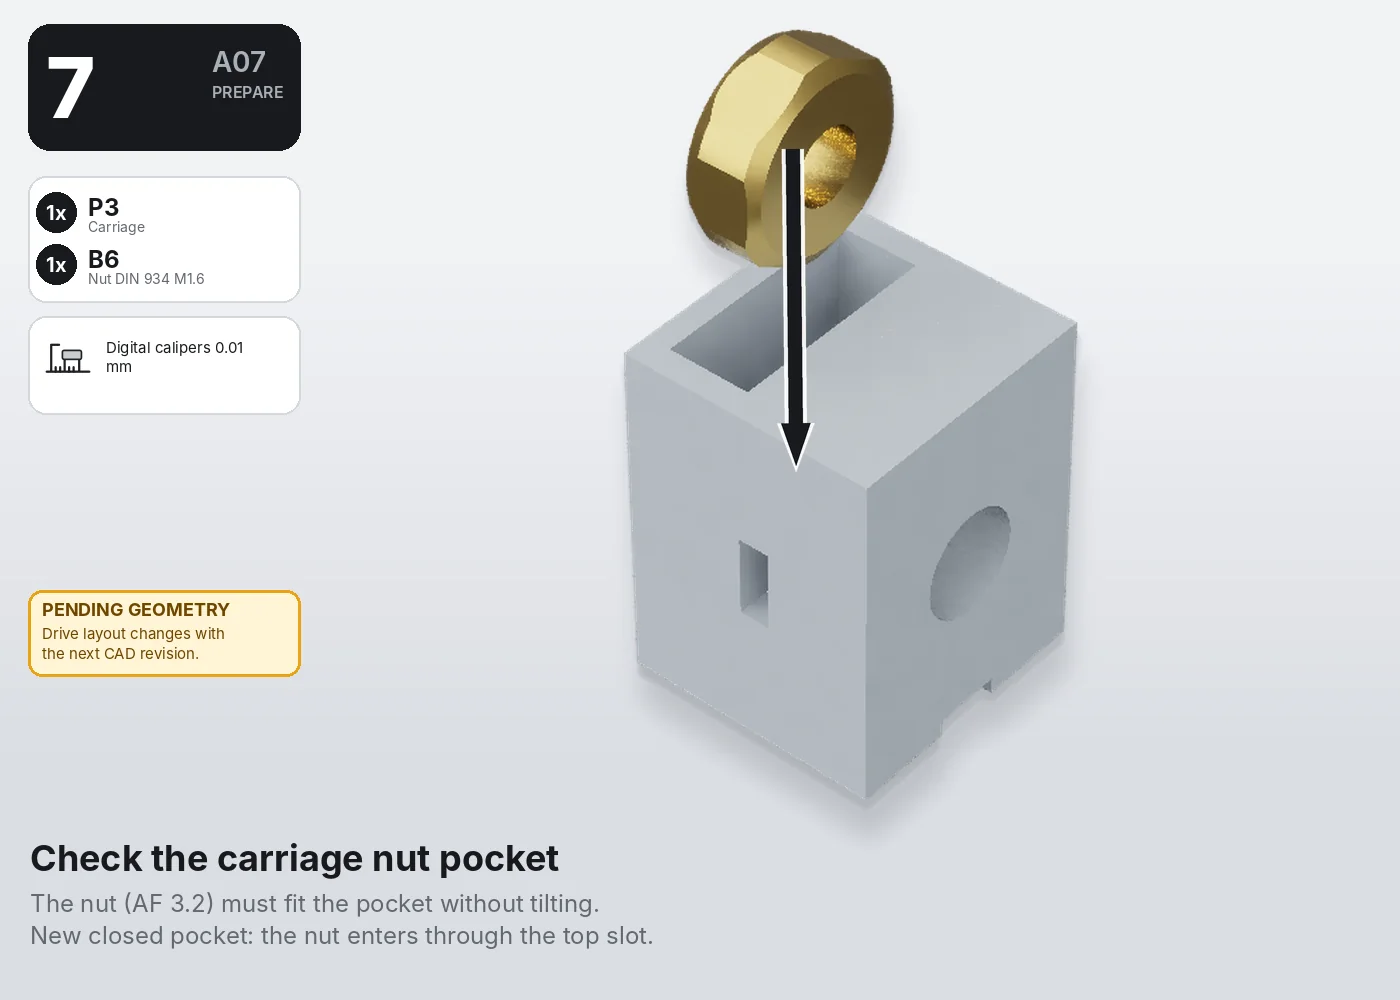 7
A07
PREPARE
1x
P3
Carriage
1x
B6
Nut DIN 934 M1.6
Digital calipers 0.01
mm
PENDING GEOMETRY
Drive layout changes with
the next CAD revision.
Check the carriage nut pocket
The nut (AF 3.2) must fit the pocket without tilting.
New closed pocket: the nut enters through the top slot.